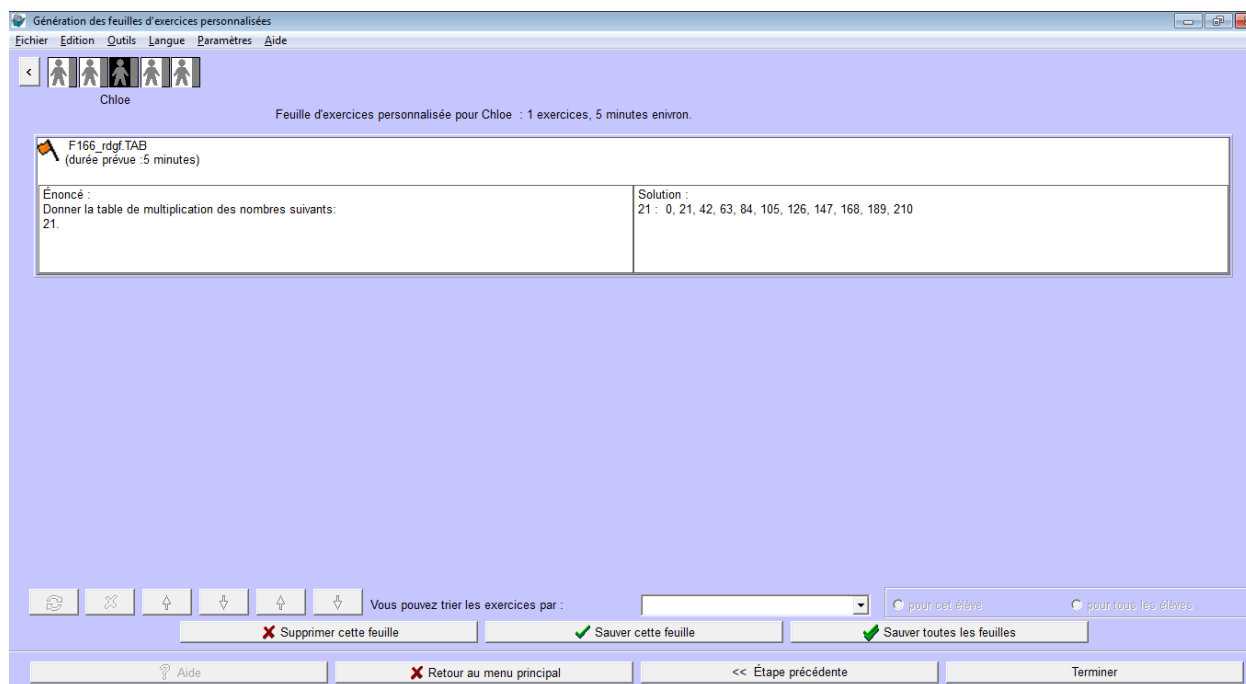 Génération des feuilles d'exercices personnalisées
Fichier Edition Outils Langue Paramètres Aide
<
Chloe
Feuille d'exercices personnalisée pour Chloe : 1 exercices, 5 minutes enivron.
F166_rdgf.TAB
(durée prévue :5 minutes)
Énoncé :
Donner la table de multiplication des nombres suivants:
21.
Solution :
21 : 0, 21, 42, 63, 84, 105, 126, 147, 168, 189, 210
Vous pouvez trier les exercices par :
pour cet élève pour tous les élèves
Supprimer cette feuille Sauver cette feuille Sauver toutes les feuilles
? Aide Retour au menu principal << Étape précédente Terminer